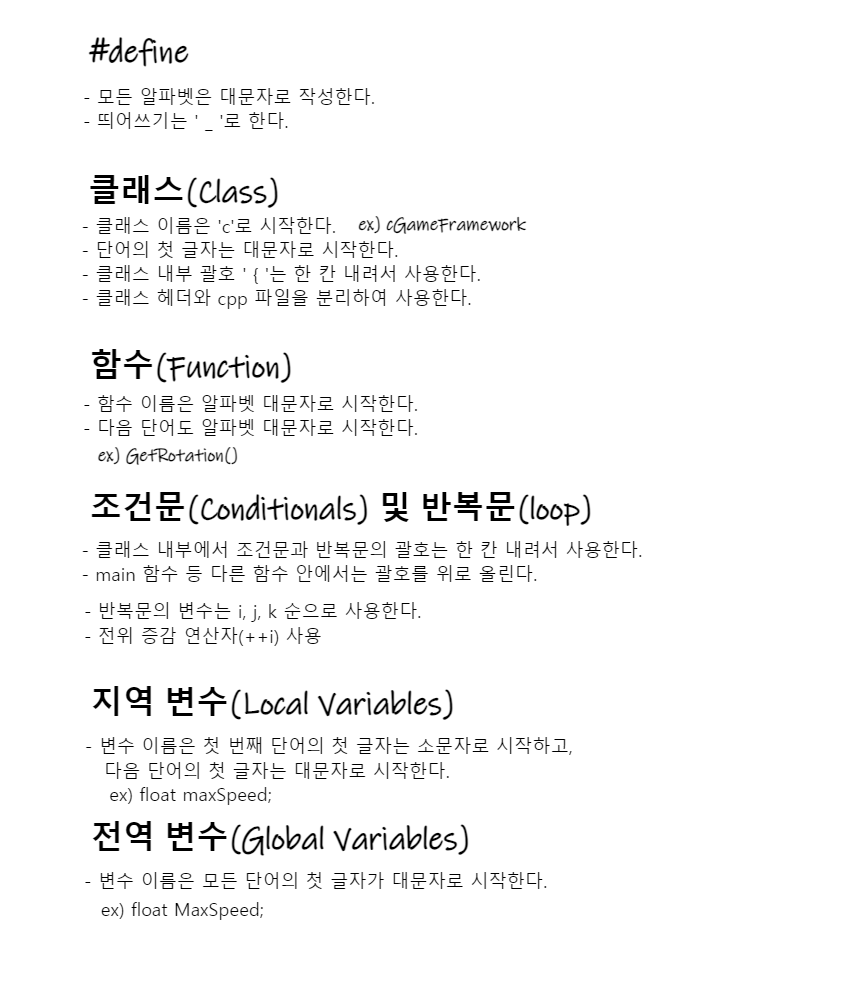 #define
- 모든 알파벳은 대문자로 작성한다.
- 띄어쓰기는 ' _ '로 한다.
클래스(Class)
- 클래스 이름은 'c'로 시작한다. ex) cGameFramework
- 단어의 첫 글자는 대문자로 시작한다.
- 클래스 내부 괄호 ' { '는 한 칸 내려서 사용한다.
- 클래스 헤더와 cpp 파일을 분리하여 사용한다.
함수(Function)
- 함수 이름은 알파벳 대문자로 시작한다.
- 다음 단어도 알파벳 대문자로 시작한다.
ex) GetRotation()
조건문(Conditionals) 및 반복문(loop)
- 클래스 내부에서 조건문과 반복문의 괄호는 한 칸 내려서 사용한다.
- main 함수 등 다른 함수 안에서는 괄호를 위로 올린다.
- 반복문의 변수는 i, j, k 순으로 사용한다.
- 전위 증감 연산자(++i) 사용
지역 변수(Local Variables)
- 변수 이름은 첫 번째 단어의 첫 글자는 소문자로 시작하고,
다음 단어의 첫 글자는 대문자로 시작한다.
ex) float maxSpeed;
전역 변수(Global Variables)
- 변수 이름은 모든 단어의 첫 글자가 대문자로 시작한다.
ex) float MaxSpeed;